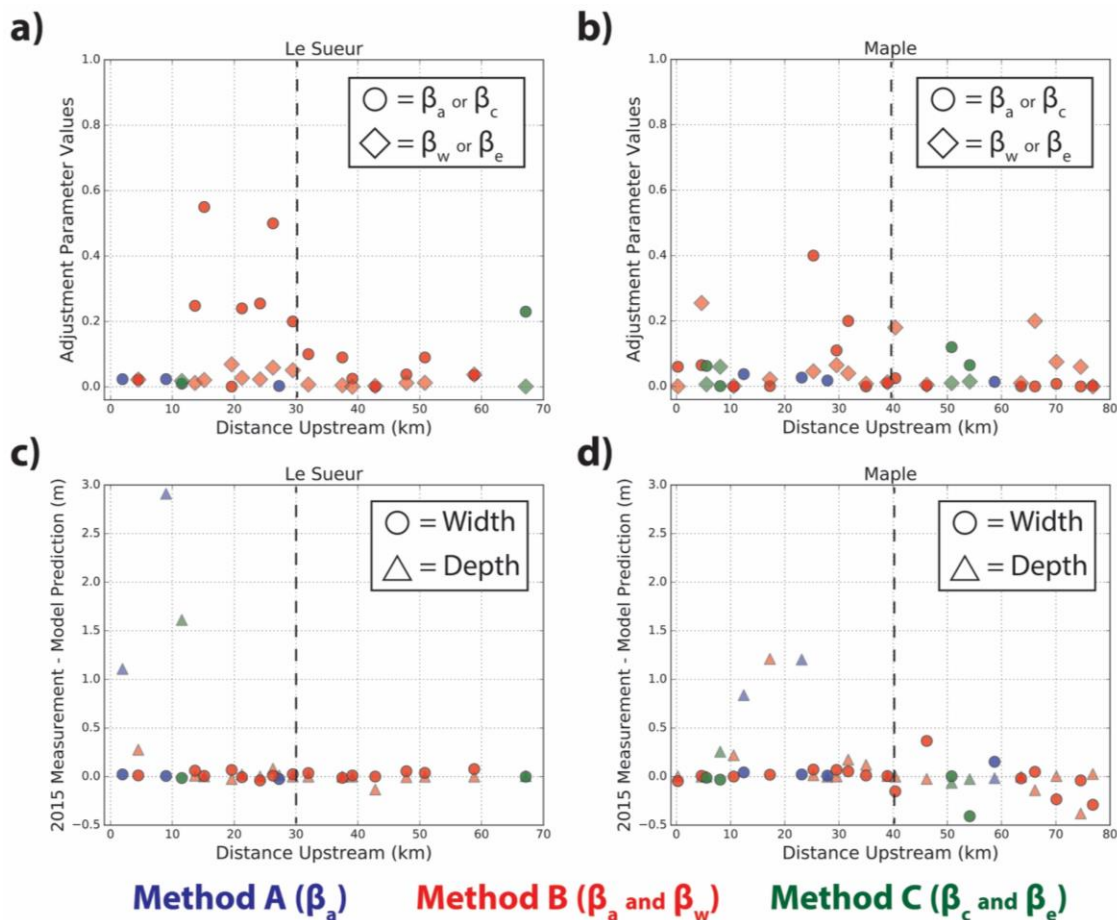 a)
Le Sueur
Adjustment Parameter Values
1.0
0.8
0.6
0.4
0.2
0.0
○ = βa or βc
◇ = βw or βe
0 10 20 30 40 50 60 70
Distance Upstream (km)
b)
Maple
Adjustment Parameter Values
1.0
0.8
0.6
0.4
0.2
0.0
○ = βa or βc
◇ = βw or βe
0 10 20 30 40 50 60 70 80
Distance Upstream (km)
c)
Le Sueur
2015 Measurement - Model Prediction (m)
3.0
2.5
2.0
1.5
1.0
0.5
0.0
−0.5
○ = Width
△ = Depth
0 10 20 30 40 50 60 70
Distance Upstream (km)
d)
Maple
2015 Measurement - Model Prediction (m)
3.0
2.5
2.0
1.5
1.0
0.5
0.0
−0.5
○ = Width
△ = Depth
0 10 20 30 40 50 60 70 80
Distance Upstream (km)
Method A (βa) Method B (βa and βw) Method C (βc and βe)